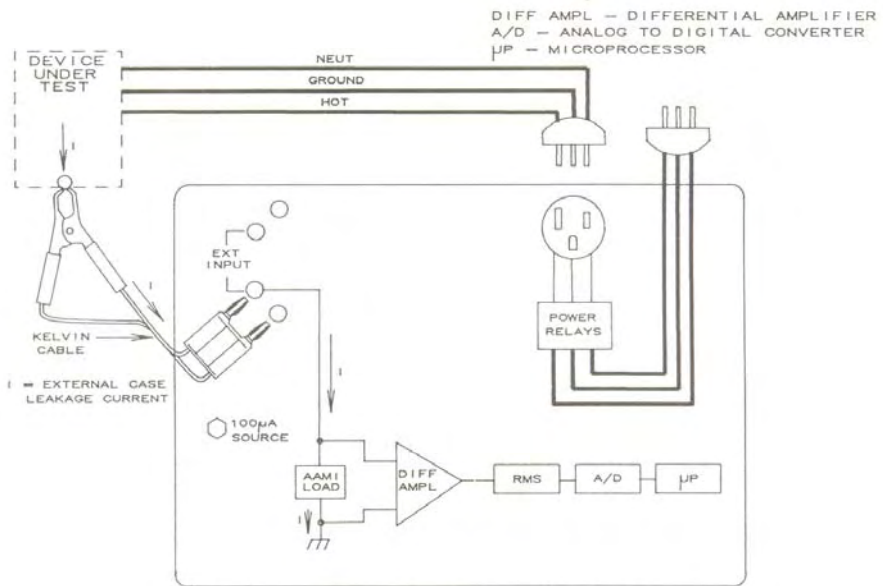 DIFF AMPL – DIFFERENTIAL AMPLIFIER
A/D – ANALOG TO DIGITAL CONVERTER
µP – MICROPROCESSOR
DEVICE
UNDER
TEST
NEUT
GROUND
HOT
I
EXT
INPUT
I
KELVIN
CABLE
I = EXTERNAL CASE
LEAKAGE CURRENT
POWER
RELAYS
I
100µA
SOURCE
AAMI
LOAD
I
DIFF
AMPL
RMS
A/D
µP